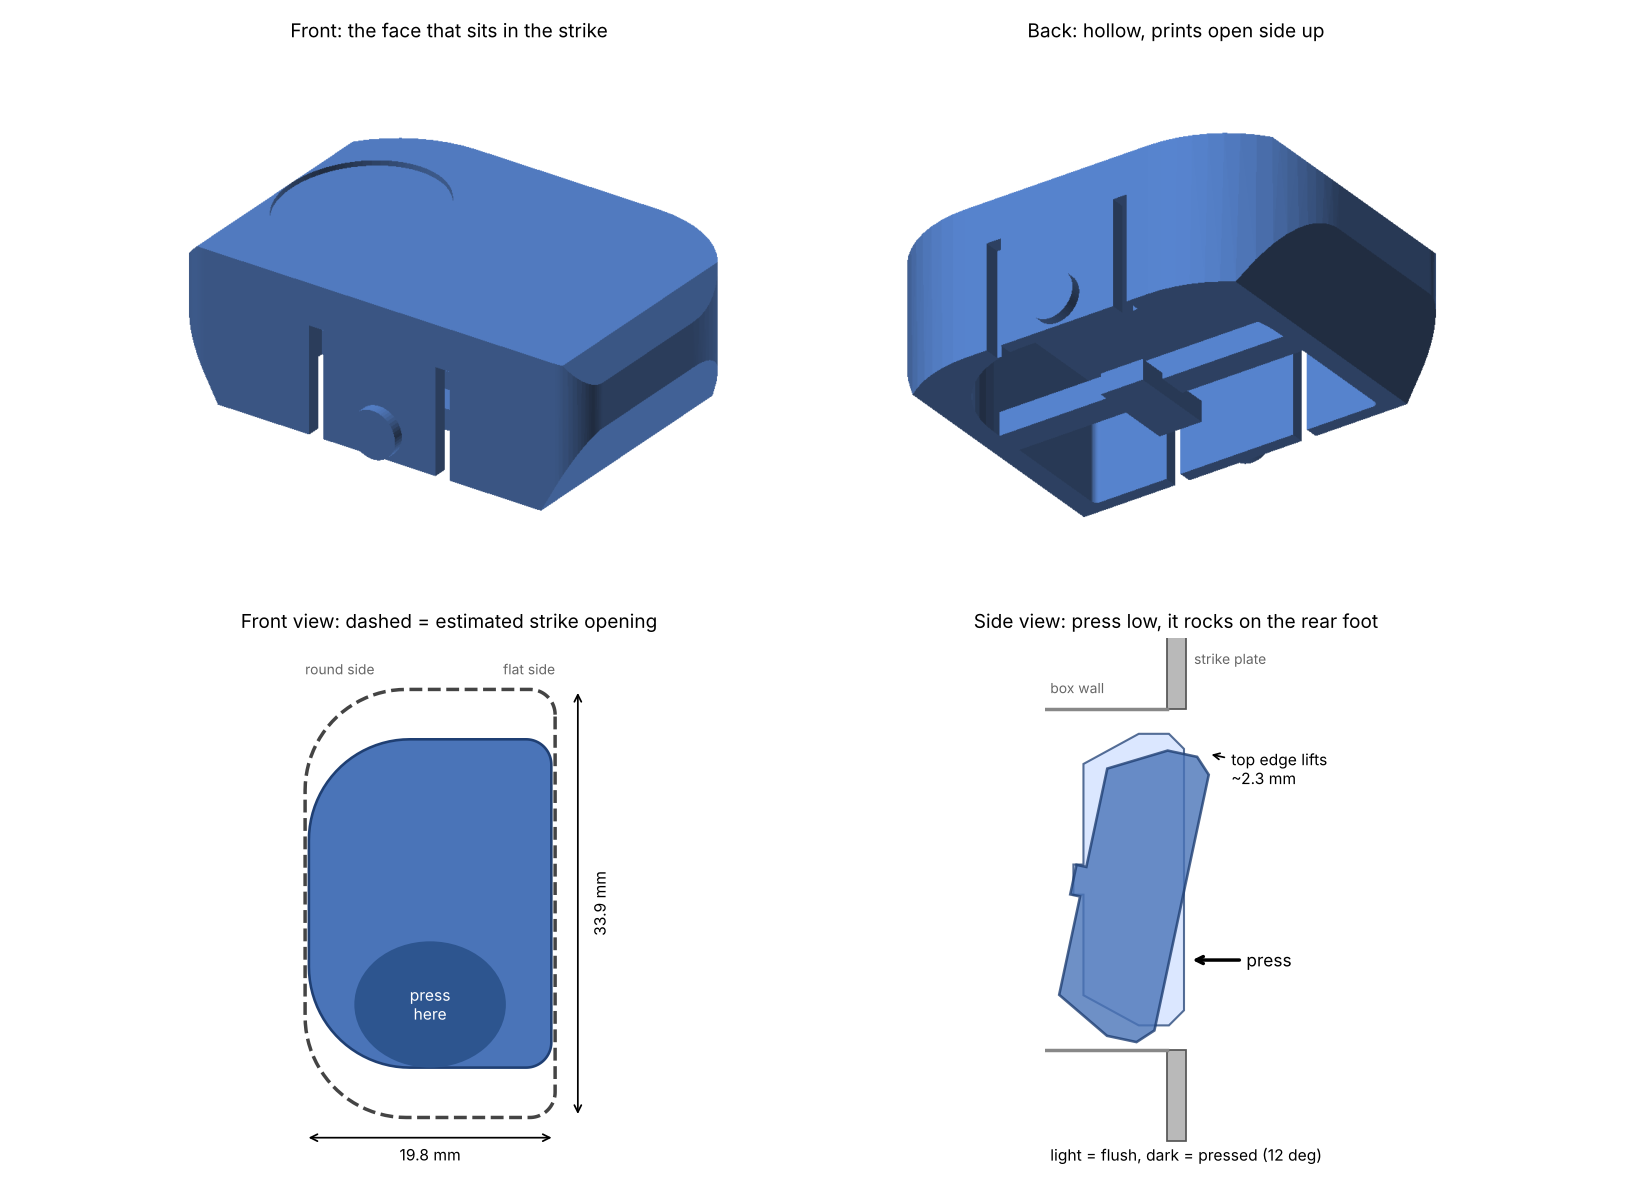 Front: the face that sits in the strike
Back: hollow, prints open side up
Front view: dashed = estimated strike opening
round side
flat side
33.9 mm
press
here
19.8 mm
Side view: press low, it rocks on the rear foot
strike plate
box wall
top edge lifts
~2.3 mm
press
light = flush, dark = pressed (12 deg)